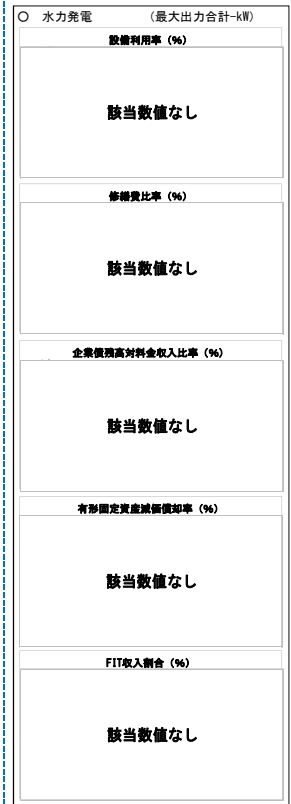 ○ 水力発電 (最大出力合計-kW)
設備利用率 (%)
該当数値なし
修繕費比率 (%)
該当数値なし
企業債残高対料金収入比率 (%)
該当数値なし
有形固定資産減価償却率 (%)
該当数値なし
FIT収入割合 (%)
該当数値なし